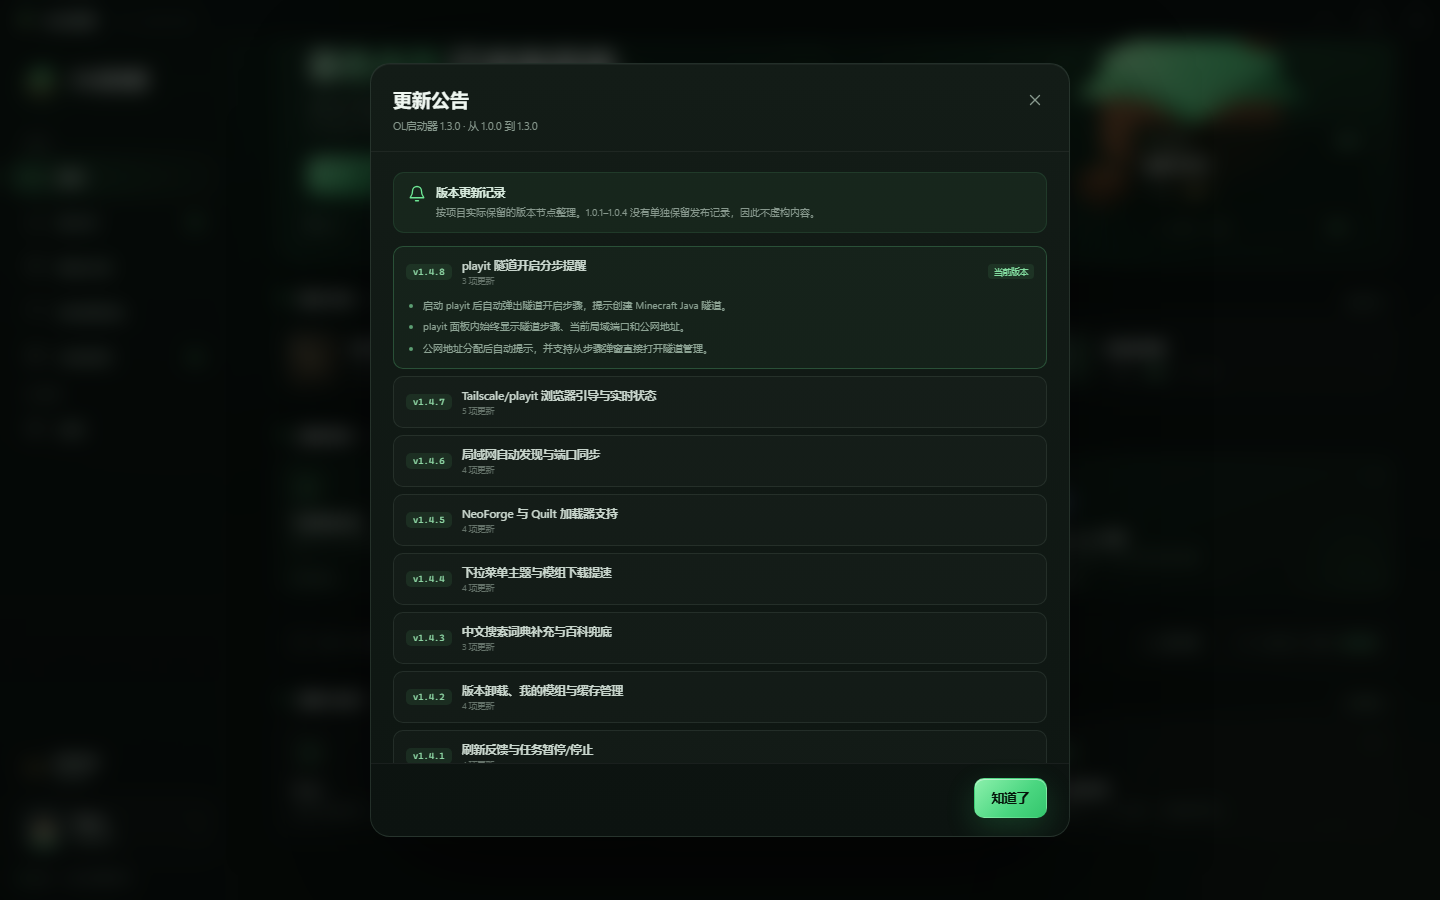 更新公告
OL启动器 1.3.0 · 从 1.0.0 到 1.3.0
版本更新记录
按项目实际保留的版本节点整理。1.0.1–1.0.4 没有单独保留发布记录，因此不虚构内容。
v1.4.8
playit 隧道开启分步提醒
当前版本
3 项更新
启动 playit 后自动弹出隧道开启步骤，提示创建 Minecraft Java 隧道。
playit 面板内始终显示隧道步骤、当前局域端口和公网地址。
公网地址分配后自动提示，并支持从步骤弹窗直接打开隧道管理。
v1.4.7
Tailscale/playit 浏览器引导与实时状态
5 项更新
v1.4.6
局域网自动发现与端口同步
4 项更新
v1.4.5
NeoForge 与 Quilt 加载器支持
4 项更新
v1.4.4
下拉菜单主题与模组下载提速
4 项更新
v1.4.3
中文搜索词典补充与百科兜底
3 项更新
v1.4.2
版本卸载、我的模组与缓存管理
4 项更新
v1.4.1
刷新反馈与任务暂停/停止
知道了